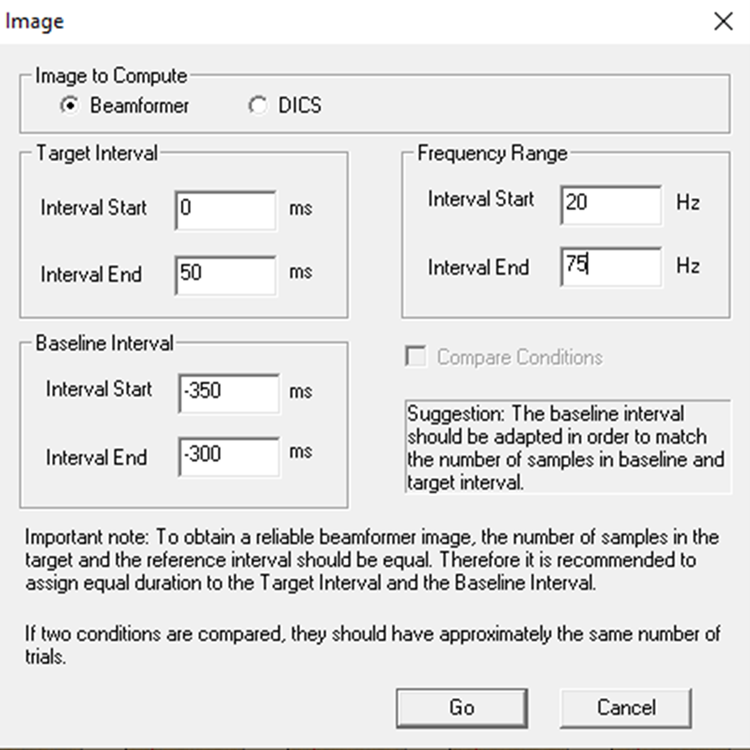 Image
Image to Compute
Beamformer DICS
Target Interval
Interval Start 0 ms
Interval End 50 ms
Frequency Range
Interval Start 20 Hz
Interval End 75 Hz
Baseline Interval
Interval Start -350 ms
Interval End -300 ms
Compare Conditions
Suggestion: The baseline interval
should be adapted in order to match
the number of samples in baseline and
target interval.
Important note: To obtain a reliable beamformer image, the number of samples in the
target and the reference interval should be equal. Therefore it is recommended to
assign equal duration to the Target Interval and the Baseline Interval.
If two conditions are compared, they should have approximately the same number of
trials.
Go Cancel